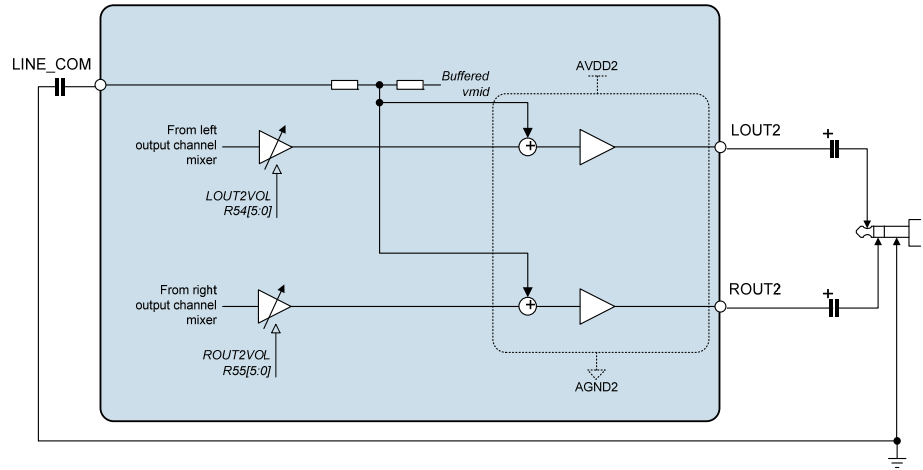 LINE_COM
Buffered
vmid
AVDD2
From left
output channel
mixer
+
LOUT2
+
LOUT2VOL
R54[5:0]
From right
output channel
mixer
+
ROUT2
+
ROUT2VOL
R55[5:0]
AGND2